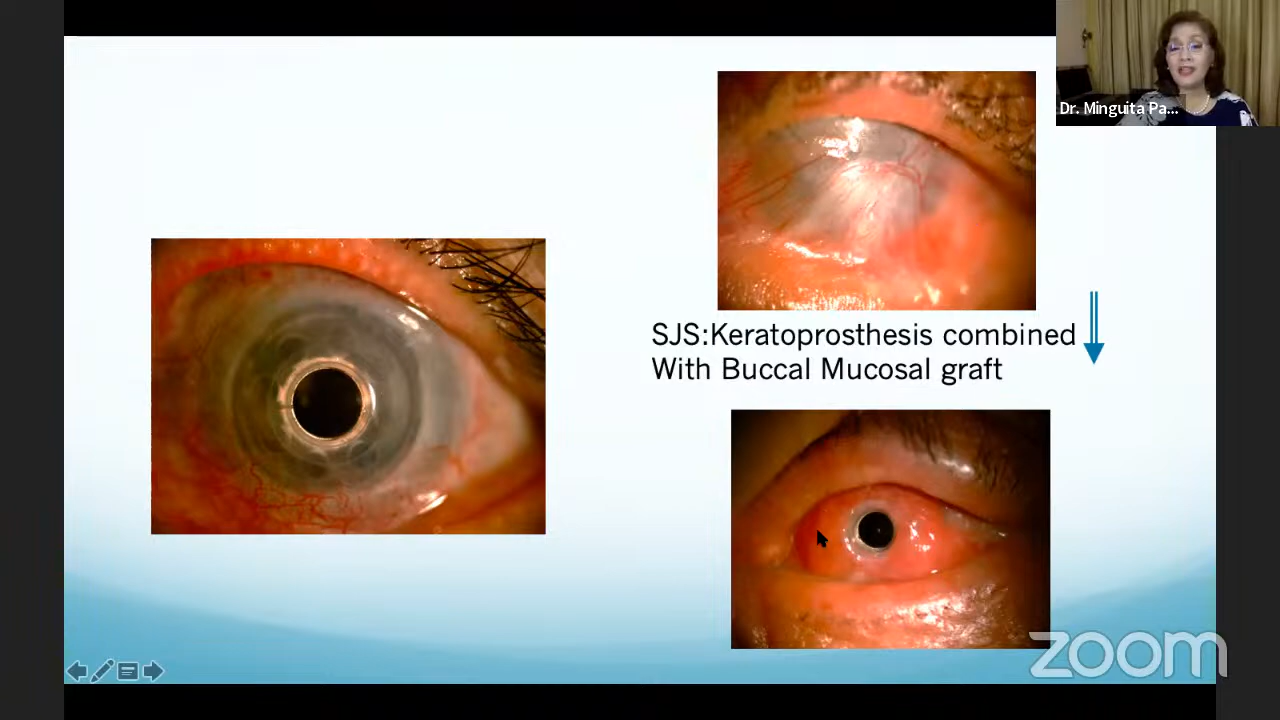 Dr. Minguita Pa...
SJS:Keratoprosthesis combined
With Buccal Mucosal graft
zoom